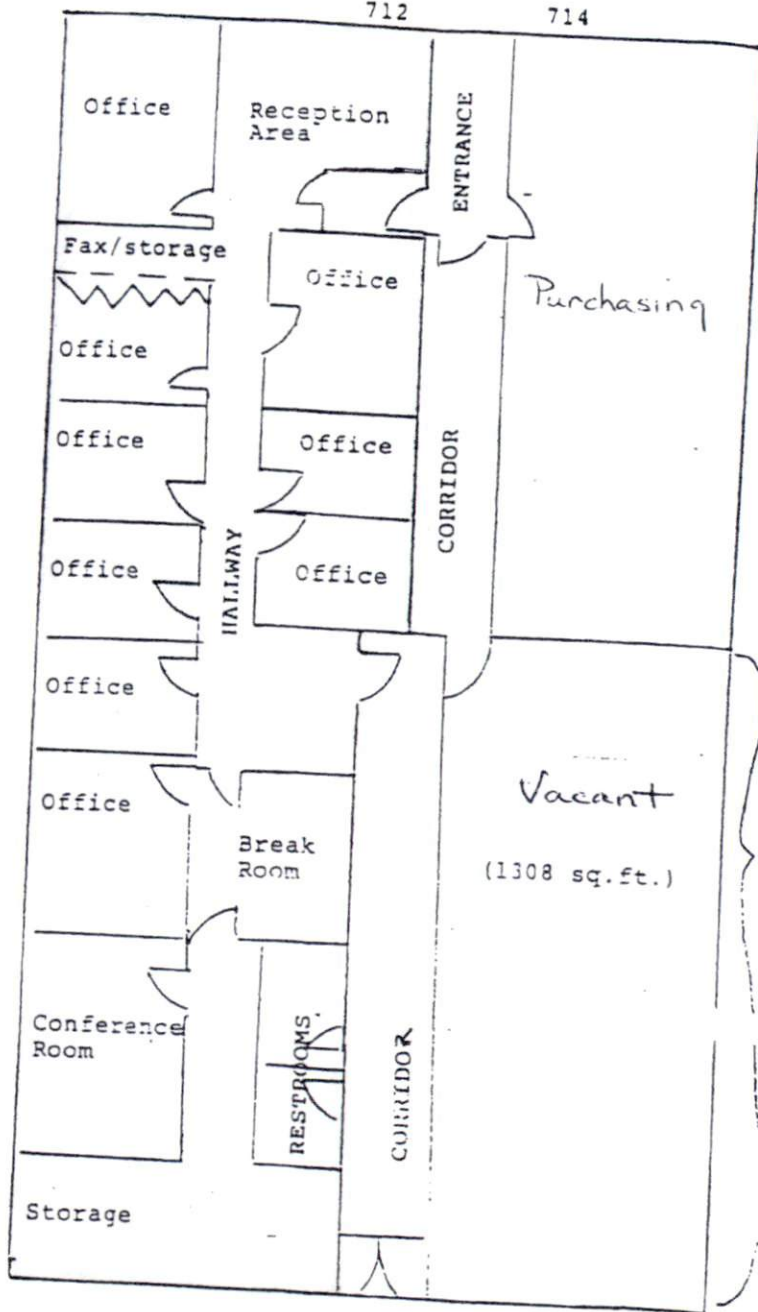 712 714
Office
Reception
Area
ENTRANCE
Fax/storage
Office
Purchasing
Office
Office
Office
CORRIDOR
Office
Office
HALLWAY
Office
Office
Vacant
Break
Room
(1308 sq.ft.)
Conference
Room
RESTROOMS
CORRIDOR
Storage